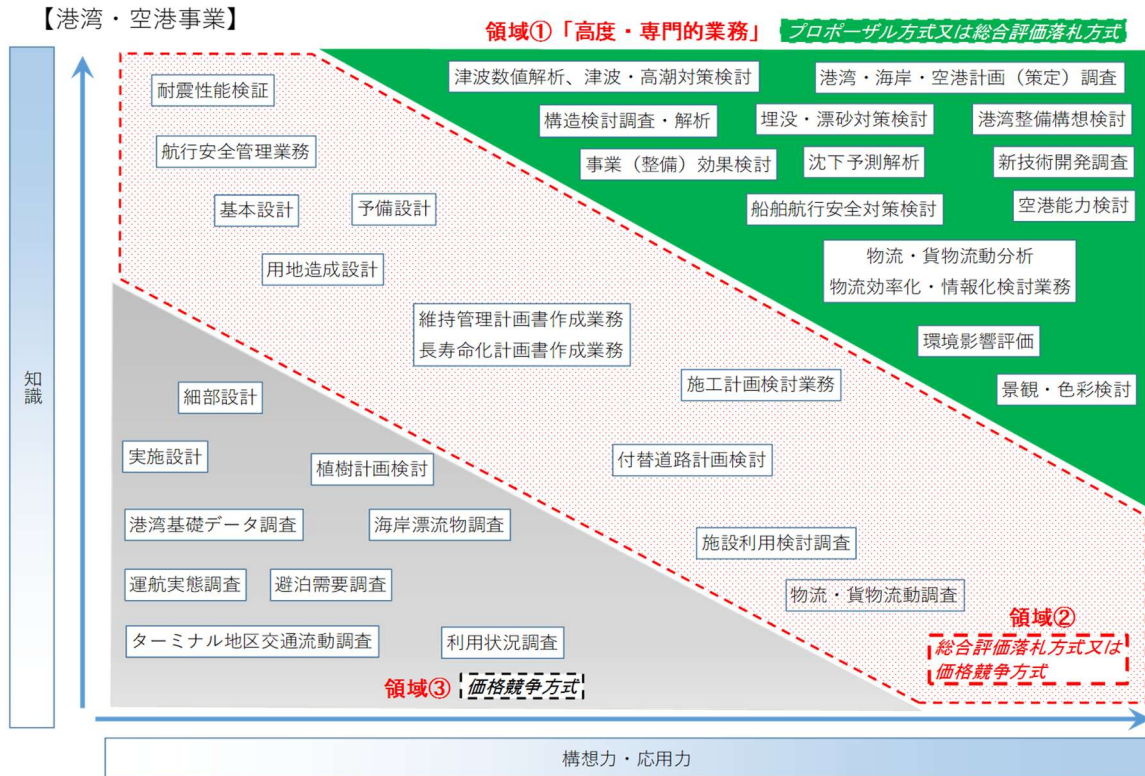 【港湾・空港事業】
領域①「高度・専門的業務」 プロポーザル方式又は総合評価落札方式
耐震性能検証
津波数値解析、津波・高潮対策検討
港湾・海岸・空港計画（策定）調査
構造検討調査・解析
埋没・漂砂対策検討
港湾整備構想検討
航行安全管理業務
事業（整備）効果検討
沈下予測解析
新技術開発調査
基本設計
予備設計
船舶航行安全対策検討
空港能力検討
用地造成設計
物流・貨物流動分析
物流効率化・情報化検討業務
維持管理計画書作成業務
長寿命化計画書作成業務
環境影響評価
施工計画検討業務
景観・色彩検討
知識
細部設計
実施設計
植樹計画検討
付替道路計画検討
港湾基礎データ調査
海岸漂流物調査
施設利用検討調査
運航実態調査
避泊需要調査
物流・貨物流動調査
ターミナル地区交通流動調査
利用状況調査
領域②
総合評価落札方式又は
価格競争方式
領域③ 価格競争方式
構想力・応用力